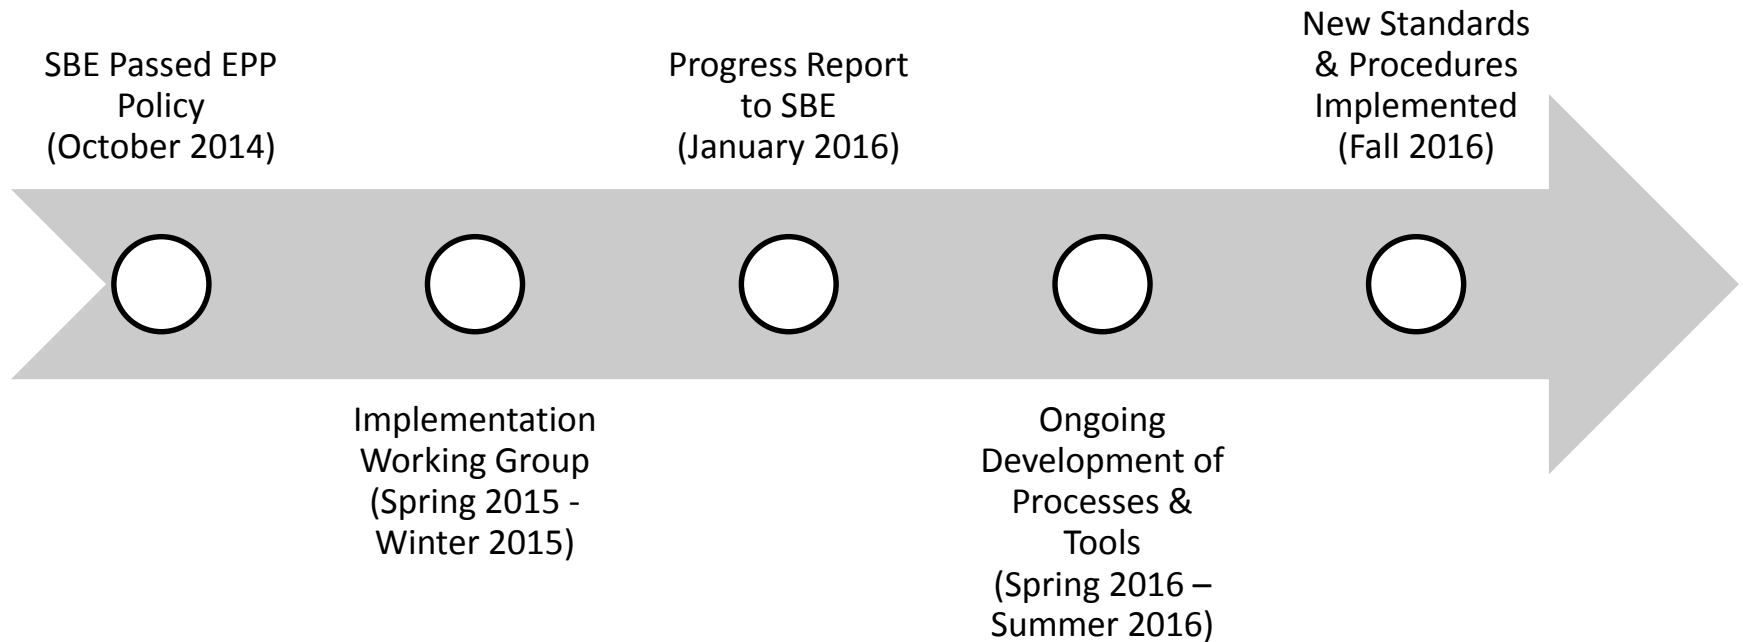 SBE Passed EPP
Policy
(October 2014)
Implementation
Working Group
(Spring 2015 -
Winter 2015)
Progress Report
to SBE
(January 2016)
Ongoing
Development of
Processes &
Tools
(Spring 2016 –
Summer 2016)
New Standards
& Procedures
Implemented
(Fall 2016)